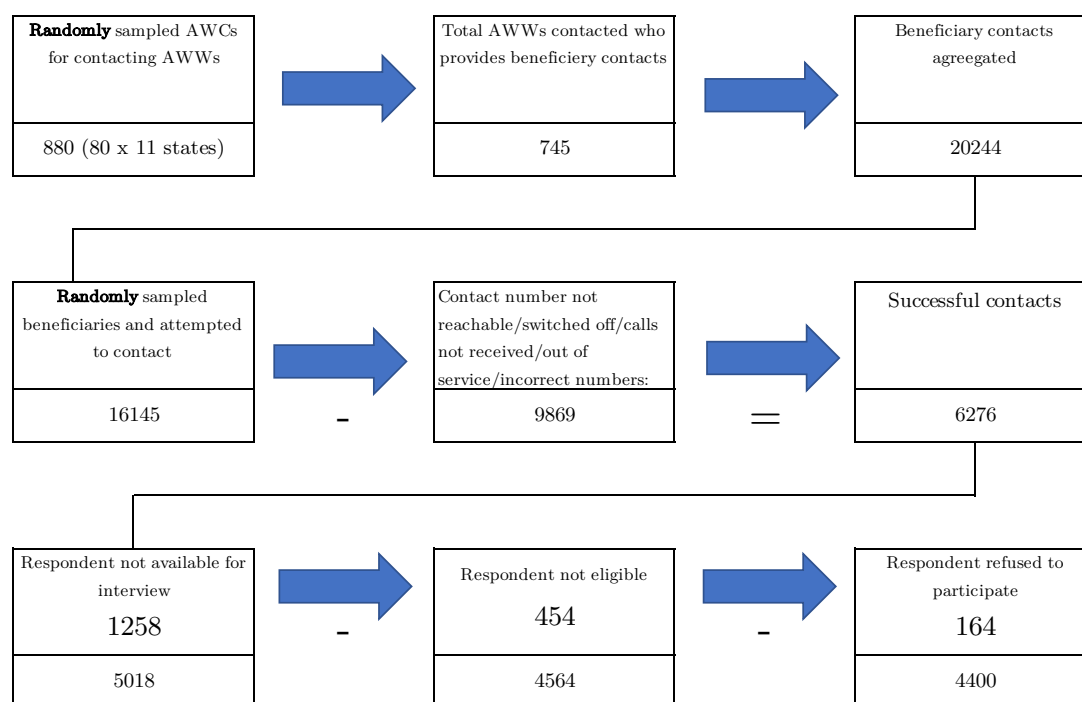 Randomly sampled AWCs
for contacting AWWs
880 (80 x 11 states)
Total AWWs contacted who
provides beneficiery contacts
745
Beneficiary contacts
agreegated
20244
Randomly sampled
beneficiaries and attempted
to contact
16145
-
Contact number not
reachable/switched off/calls
not received/out of
service/incorrect numbers:
9869
=
Successful contacts
6276
Respondent not available for
interview
1258
5018
-
Respondent not eligible
454
4564
-
Respondent refused to
participate
164
4400